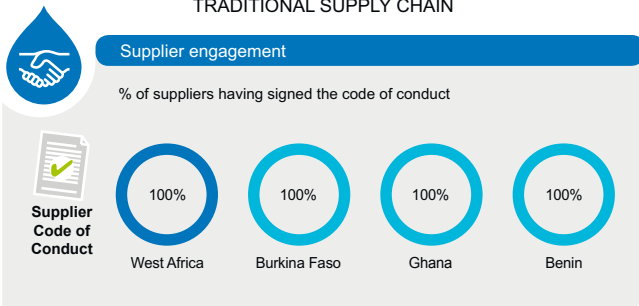 TRADITIONAL SUPPLY CHAIN
Supplier engagement
% of suppliers having signed the code of conduct
Supplier
Code of
Conduct
100% 100% 100% 100%
West Africa Burkina Faso Ghana Benin